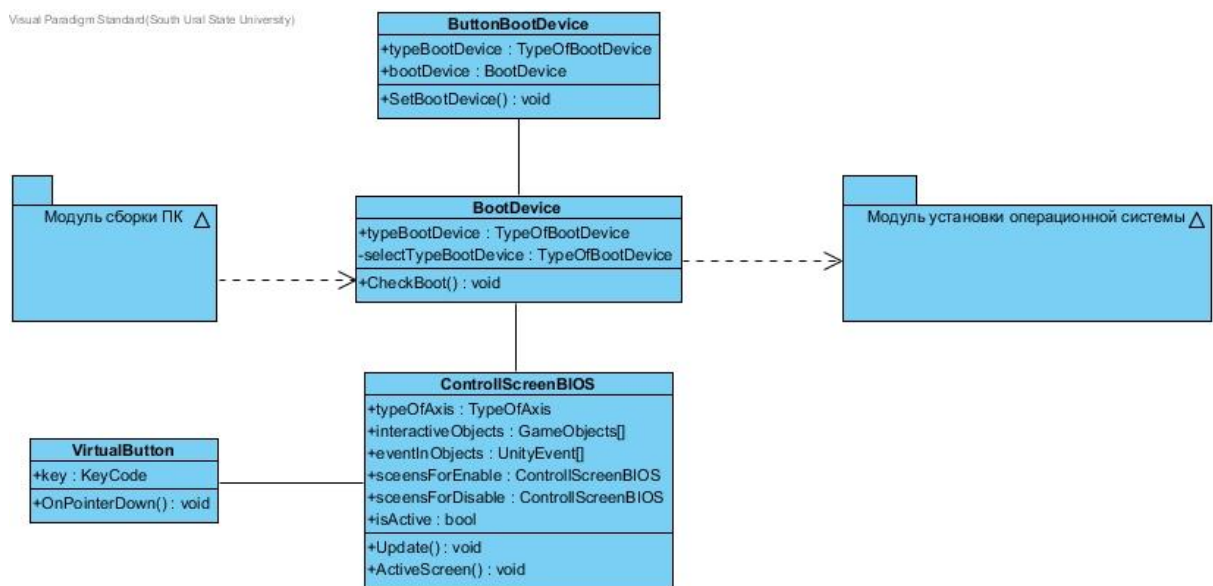 Visual Paradigm Standard(South Ural State University)
ButtonBootDevice
+typeBootDevice : TypeOfBootDevice
+bootDevice : BootDevice
+SetBootDevice() : void
Модуль сборки ПК
BootDevice
+typeBootDevice : TypeOfBootDevice
-selectTypeBootDevice : TypeOfBootDevice
+CheckBoot() : void
Модуль установки операционной системы
ControllScreenBIOS
+typeOfAxis : TypeOfAxis
+interactiveObjects : GameObjects[]
+eventInObjects : UnityEvent[]
+sceensForEnable : ControllScreenBIOS
+sceensForDisable : ControllScreenBIOS
+isActive : bool
+Update() : void
+ActiveScreen() : void
VirtualButton
+key : KeyCode
+OnPointerDown() : void